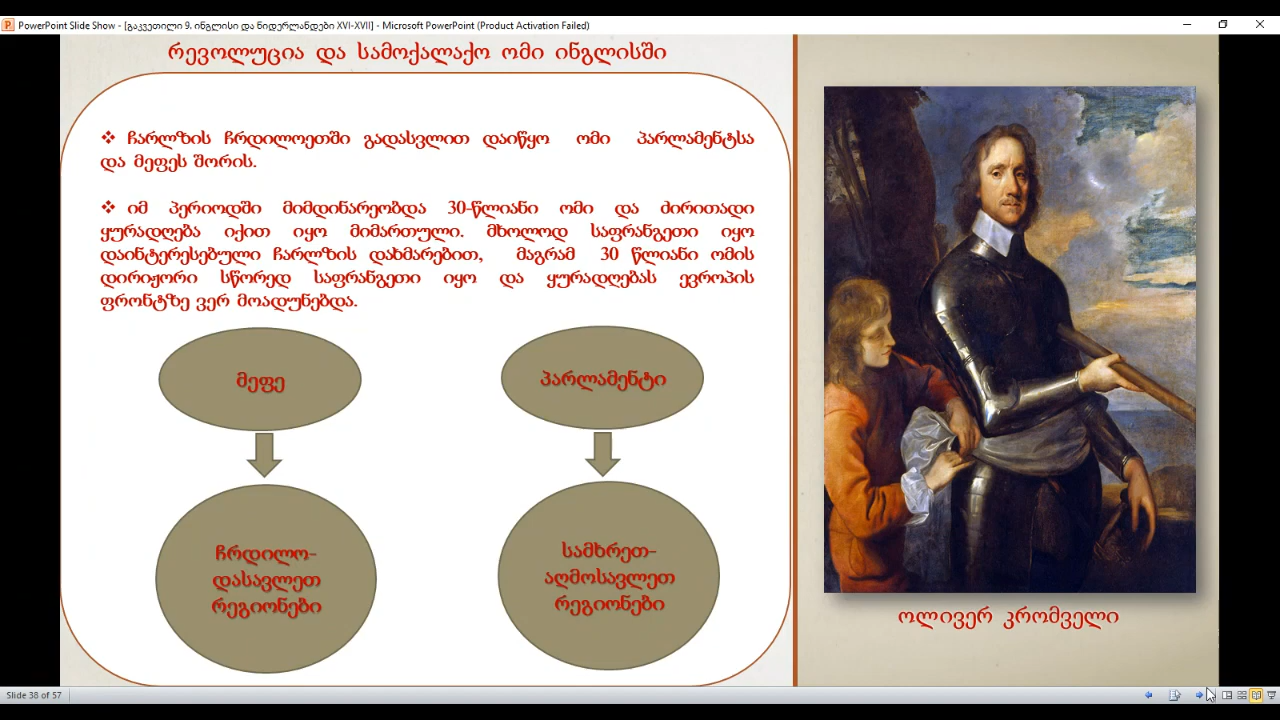 PowerPoint Slide Show - [გაკვეთილი 9. ინგლისი და ნიდერლანდები XVI-XVII] - Microsoft PowerPoint (Product Activation Failed)
რევოლუცია და სამოქალაქო ომი ინგლისში
❖ ჩარლზის ჩრდილოეთში გადასვლით დაიწყო ომი პარლამენტსა
და მეფეს შორის.
❖ იმ პერიოდში მიმდინარეობდა 30-წლიანი ომი და ძირითადი
ყურადღება იქით იყო მიმართული. მხოლოდ საფრანგეთი იყო
დაინტერესებული ჩარლზის დახმარებით, მაგრამ 30 წლიანი ომის
დირიჟორი სწორედ საფრანგეთი იყო და ყურადღებას ევროპის
ფრონტზე ვერ მოადუნებდა.
მეფე
პარლამენტი
ჩრდილო-
დასავლეთ
რეგიონები
სამხრეთ-
აღმოსავლეთ
რეგიონები
ოლივერ კრომველი
Slide 38 of 57